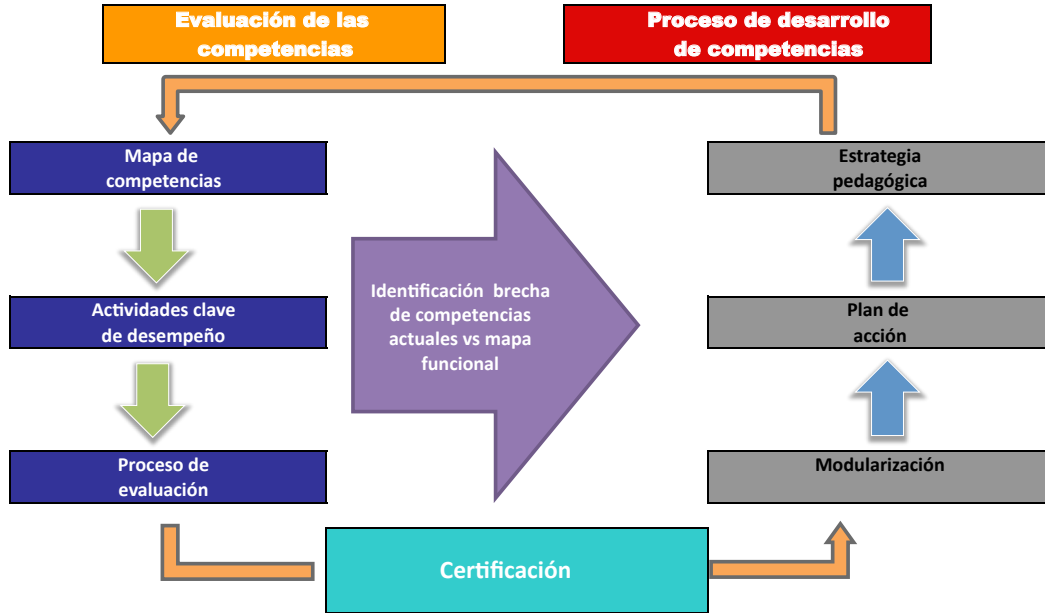 Evaluación de las
competencias
Proceso de desarrollo
de competencias
Mapa de
competencias
Actividades clave
de desempeño
Proceso de
evaluación
Identificación brecha
de competencias
actuales vs mapa
funcional
Estrategia
pedagógica
Plan de
acción
Modularización
Certificación